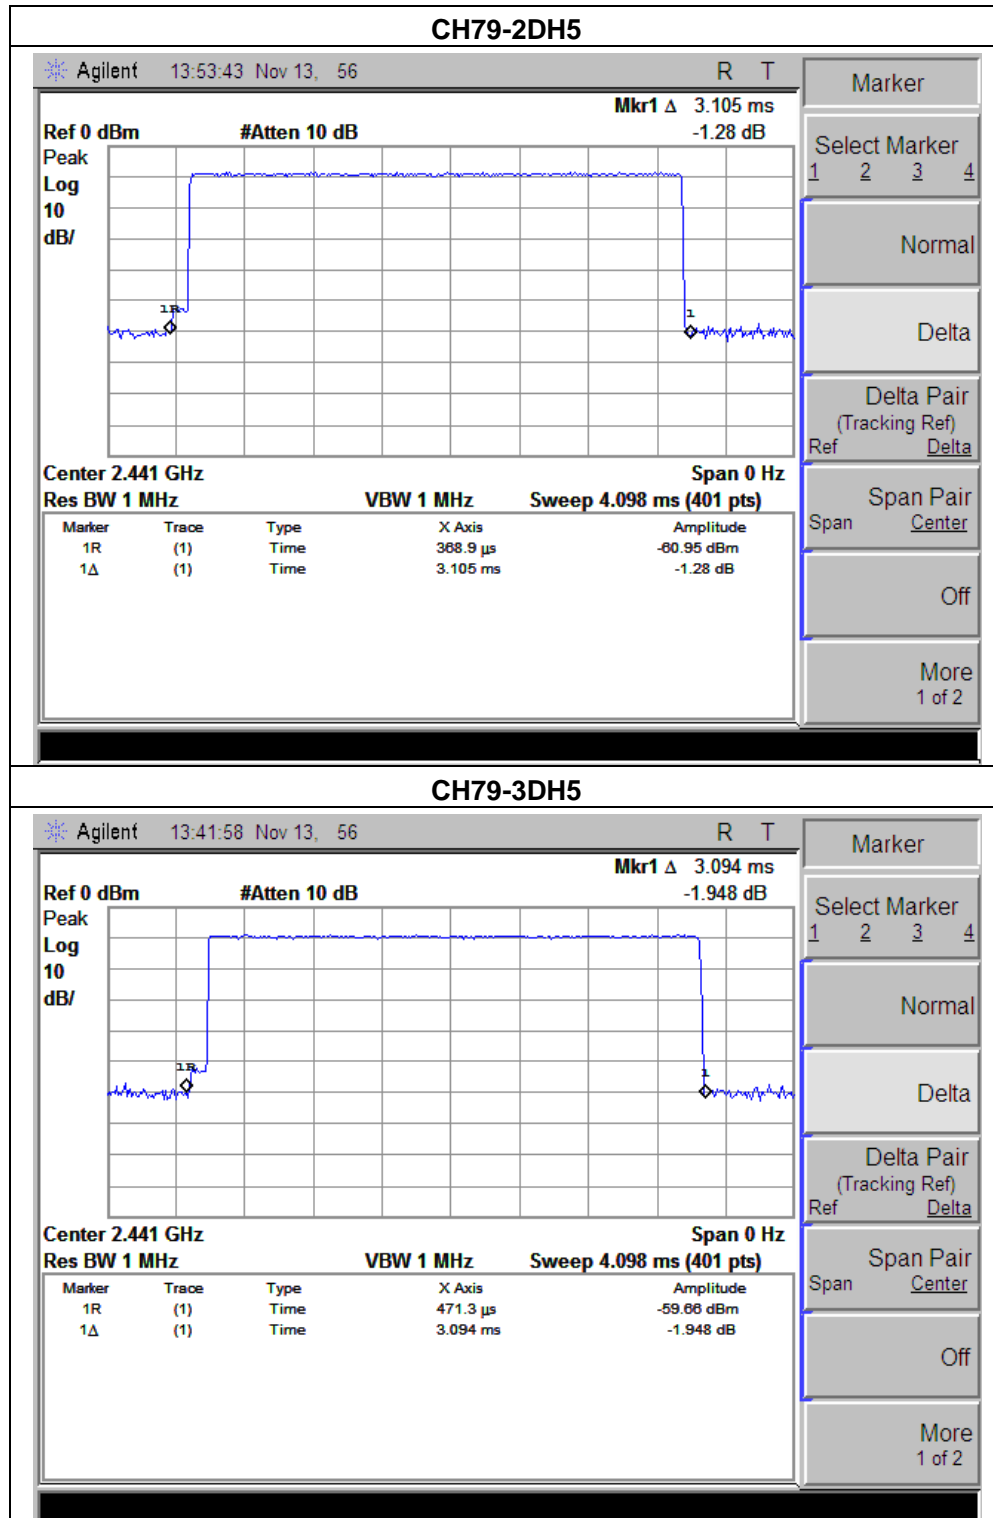 CH79-2DH5
Agilent 13:53:43 Nov 13, 56 R T
Mkr1 Δ 3.105 ms
Ref 0 dBm #Atten 10 dB -1.28 dB
Peak
Log
10
dB/
1R
1
Center 2.441 GHz Span 0 Hz
Res BW 1 MHz VBW 1 MHz Sweep 4.098 ms (401 pts)
Marker Trace Type X Axis Amplitude
1R (1) Time 368.9 µs -60.95 dBm
1Δ (1) Time 3.105 ms -1.28 dB
Marker
Select Marker
1 2 3 4
Normal
Delta
Delta Pair
(Tracking Ref)
Ref Delta
Span Pair
Span Center
Off
More
1 of 2
CH79-3DH5
Agilent 13:41:58 Nov 13, 56 R T
Mkr1 Δ 3.094 ms
Ref 0 dBm #Atten 10 dB -1.948 dB
Peak
Log
10
dB/
1R
1
Center 2.441 GHz Span 0 Hz
Res BW 1 MHz VBW 1 MHz Sweep 4.098 ms (401 pts)
Marker Trace Type X Axis Amplitude
1R (1) Time 471.3 µs -59.66 dBm
1Δ (1) Time 3.094 ms -1.948 dB
Marker
Select Marker
1 2 3 4
Normal
Delta
Delta Pair
(Tracking Ref)
Ref Delta
Span Pair
Span Center
Off
More
1 of 2